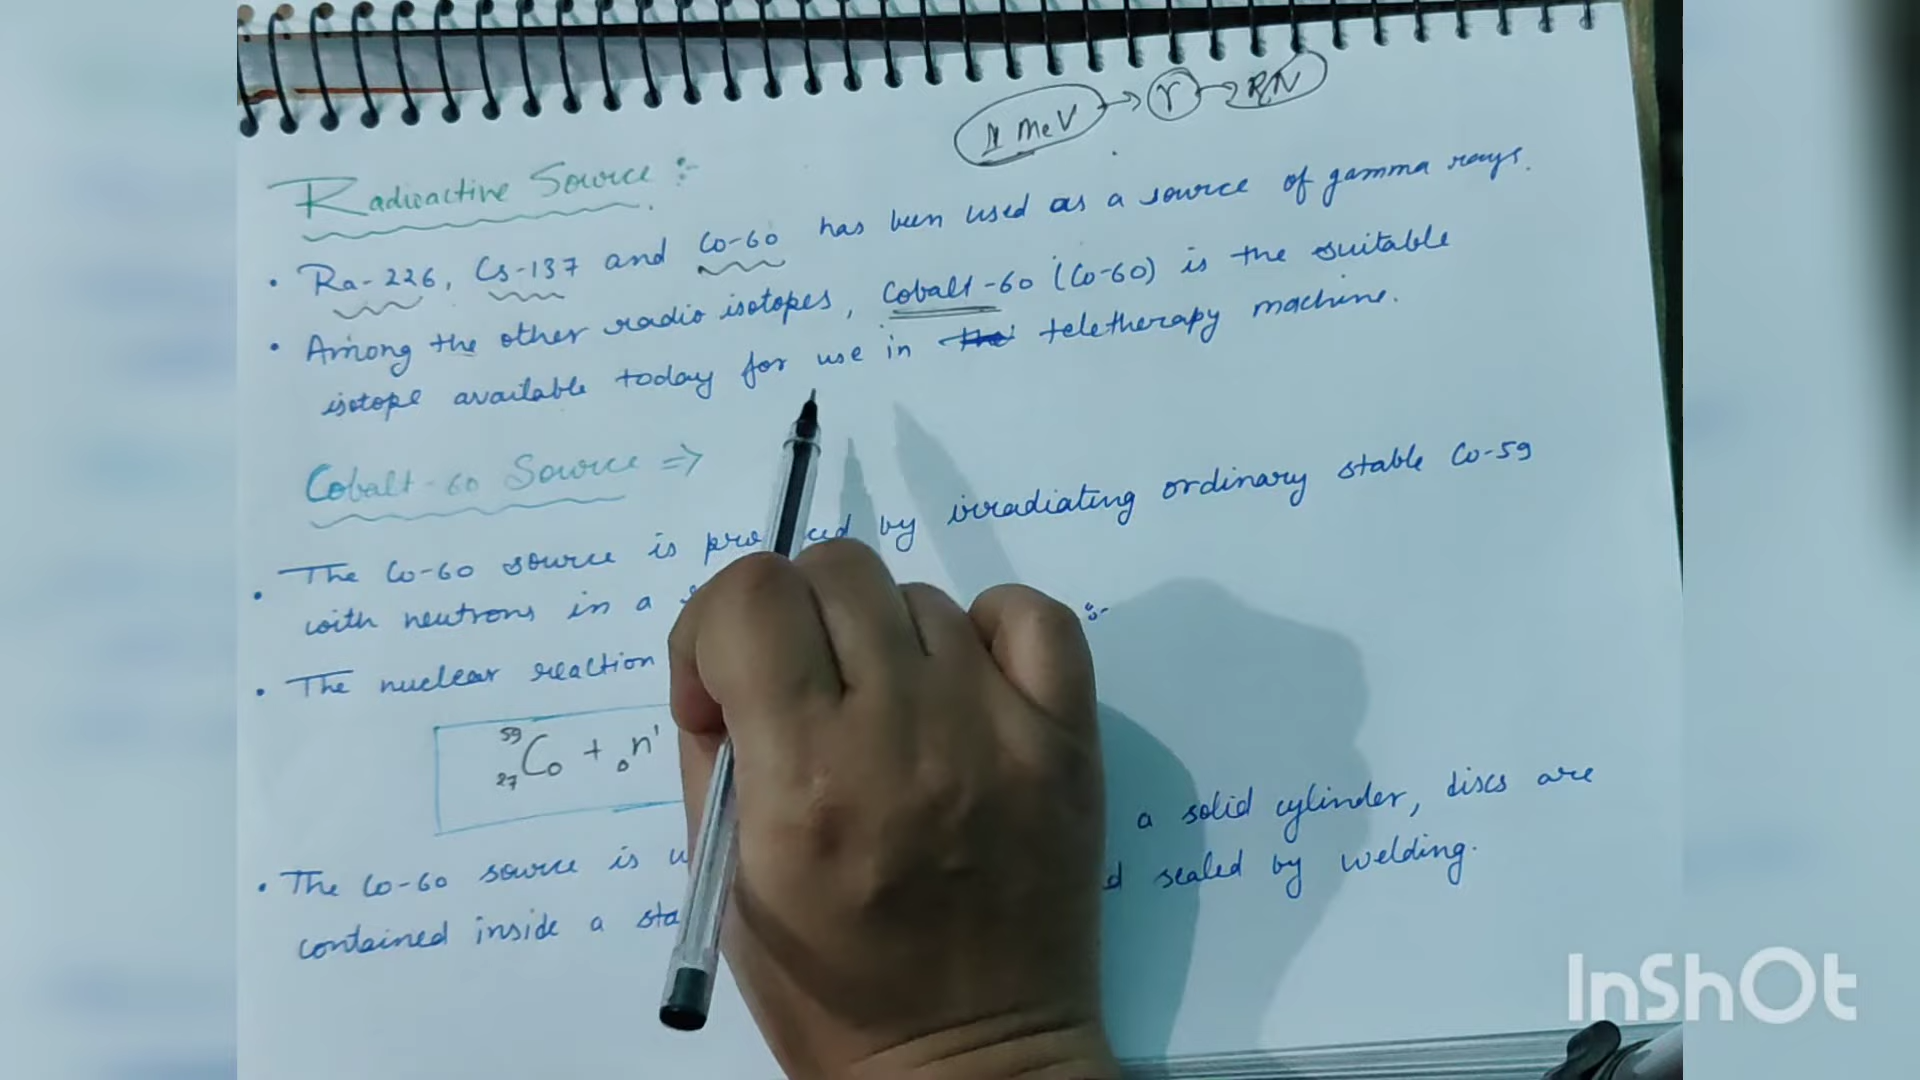 1 MeV → γ → RN
Radioactive Source :-
• Ra-226, Cs-137 and Co-60 has been used as a source of gamma rays.
• Among the other radio isotopes, Cobalt-60 (Co-60) is the suitable
isotope available today for use in the teletherapy machine.
Cobalt-60 Source ⇒
• The Co-60 source is pro ced by irradiating ordinary stable Co-59
with neutrons in a :-
• The nuclear reaction
59 27 Co + 0 n 1
• The Co-60 source is a solid cylinder, discs are
contained inside a sta d sealed by welding.
InShOt